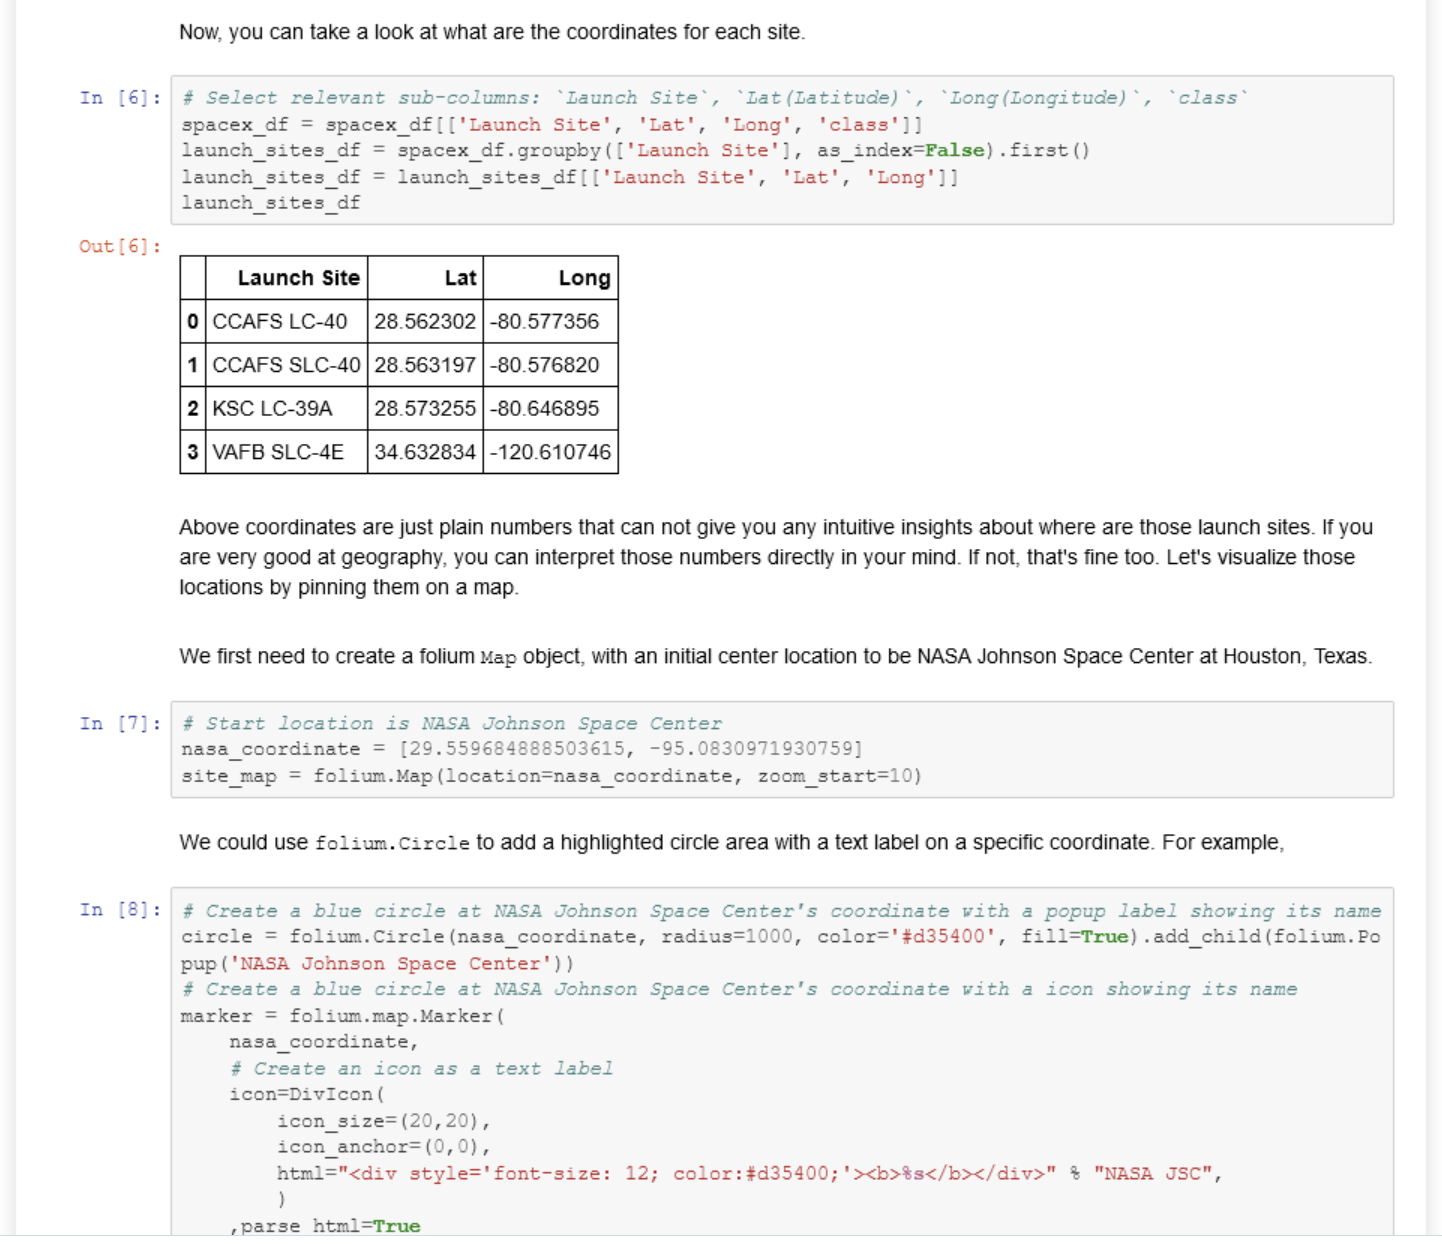 Now, you can take a look at what are the coordinates for each site.
In [6]:
# Select relevant sub-columns: `Launch Site`, `Lat(Latitude)`, `Long(Longitude)`, `class`
spacex_df = spacex_df[['Launch Site', 'Lat', 'Long', 'class']]
launch_sites_df = spacex_df.groupby(['Launch Site'], as_index=False).first()
launch_sites_df = launch_sites_df[['Launch Site', 'Lat', 'Long']]
launch_sites_df
Out[6]:
Launch Site Lat Long
0 CCAFS LC-40 28.562302 -80.577356
1 CCAFS SLC-40 28.563197 -80.576820
2 KSC LC-39A 28.573255 -80.646895
3 VAFB SLC-4E 34.632834 -120.610746
Above coordinates are just plain numbers that can not give you any intuitive insights about where are those launch sites. If you
are very good at geography, you can interpret those numbers directly in your mind. If not, that's fine too. Let's visualize those
locations by pinning them on a map.
We first need to create a folium Map object, with an initial center location to be NASA Johnson Space Center at Houston, Texas.
In [7]:
# Start location is NASA Johnson Space Center
nasa_coordinate = [29.559684888503615, -95.0830971930759]
site_map = folium.Map(location=nasa_coordinate, zoom_start=10)
We could use folium.Circle to add a highlighted circle area with a text label on a specific coordinate. For example,
In [8]:
# Create a blue circle at NASA Johnson Space Center's coordinate with a popup label showing its name
circle = folium.Circle(nasa_coordinate, radius=1000, color='#d35400', fill=True).add_child(folium.Po
pup('NASA Johnson Space Center'))
# Create a blue circle at NASA Johnson Space Center's coordinate with a icon showing its name
marker = folium.map.Marker(
    nasa_coordinate,
    # Create an icon as a text label
    icon=DivIcon(
        icon_size=(20,20),
        icon_anchor=(0,0),
        html="<div style='font-size: 12; color:#d35400;'><b>%s</b></div>" % "NASA JSC",
        )
    ,parse_html=True